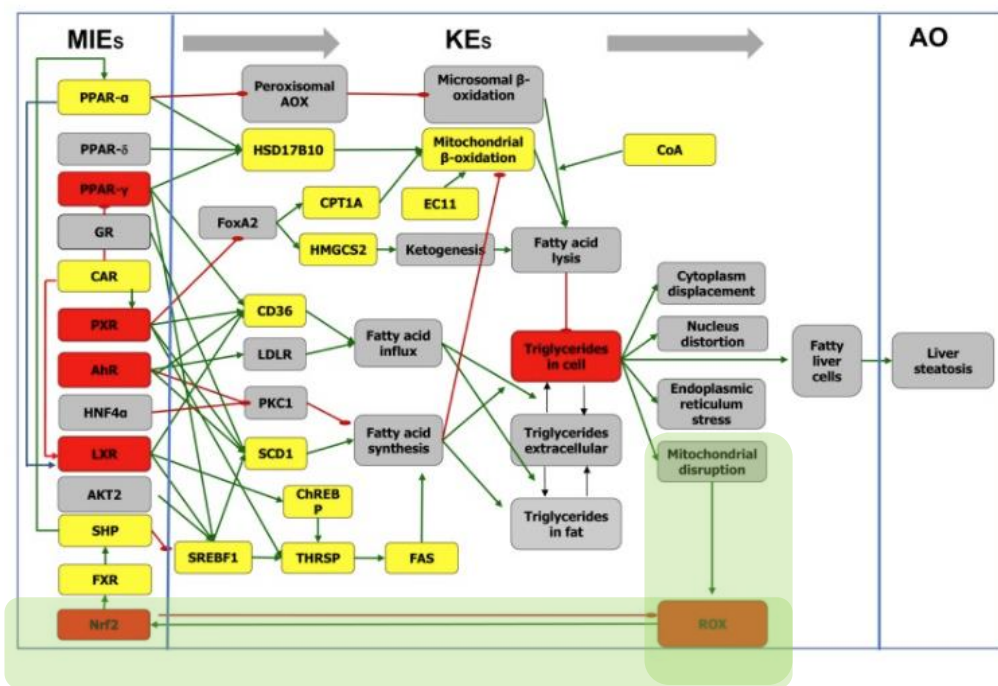 MIEs
KEs
AO
PPAR-α
PPAR-δ
PPAR-γ
GR
CAR
PXR
AhR
HNF4α
LXR
AKT2
SHP
FXR
Nrf2
Peroxisomal
AOX
Microsomal β-
oxidation
HSD17B10
Mitochondrial
β-oxidation
CoA
CPT1A
EC11
FoxA2
HMGCS2
Ketogenesis
Fatty acid
lysis
CD36
LDLR
Fatty acid
influx
PKC1
SCD1
Fatty acid
synthesis
ChREB
P
SREBF1
THRSP
FAS
Triglycerides
in cell
Triglycerides
extracellular
Triglycerides
in fat
Cytoplasm
displacement
Nucleus
distortion
Endoplasmic
reticulum
stress
Mitochondrial
disruption
ROX
Fatty
liver
cells
Liver
steatosis